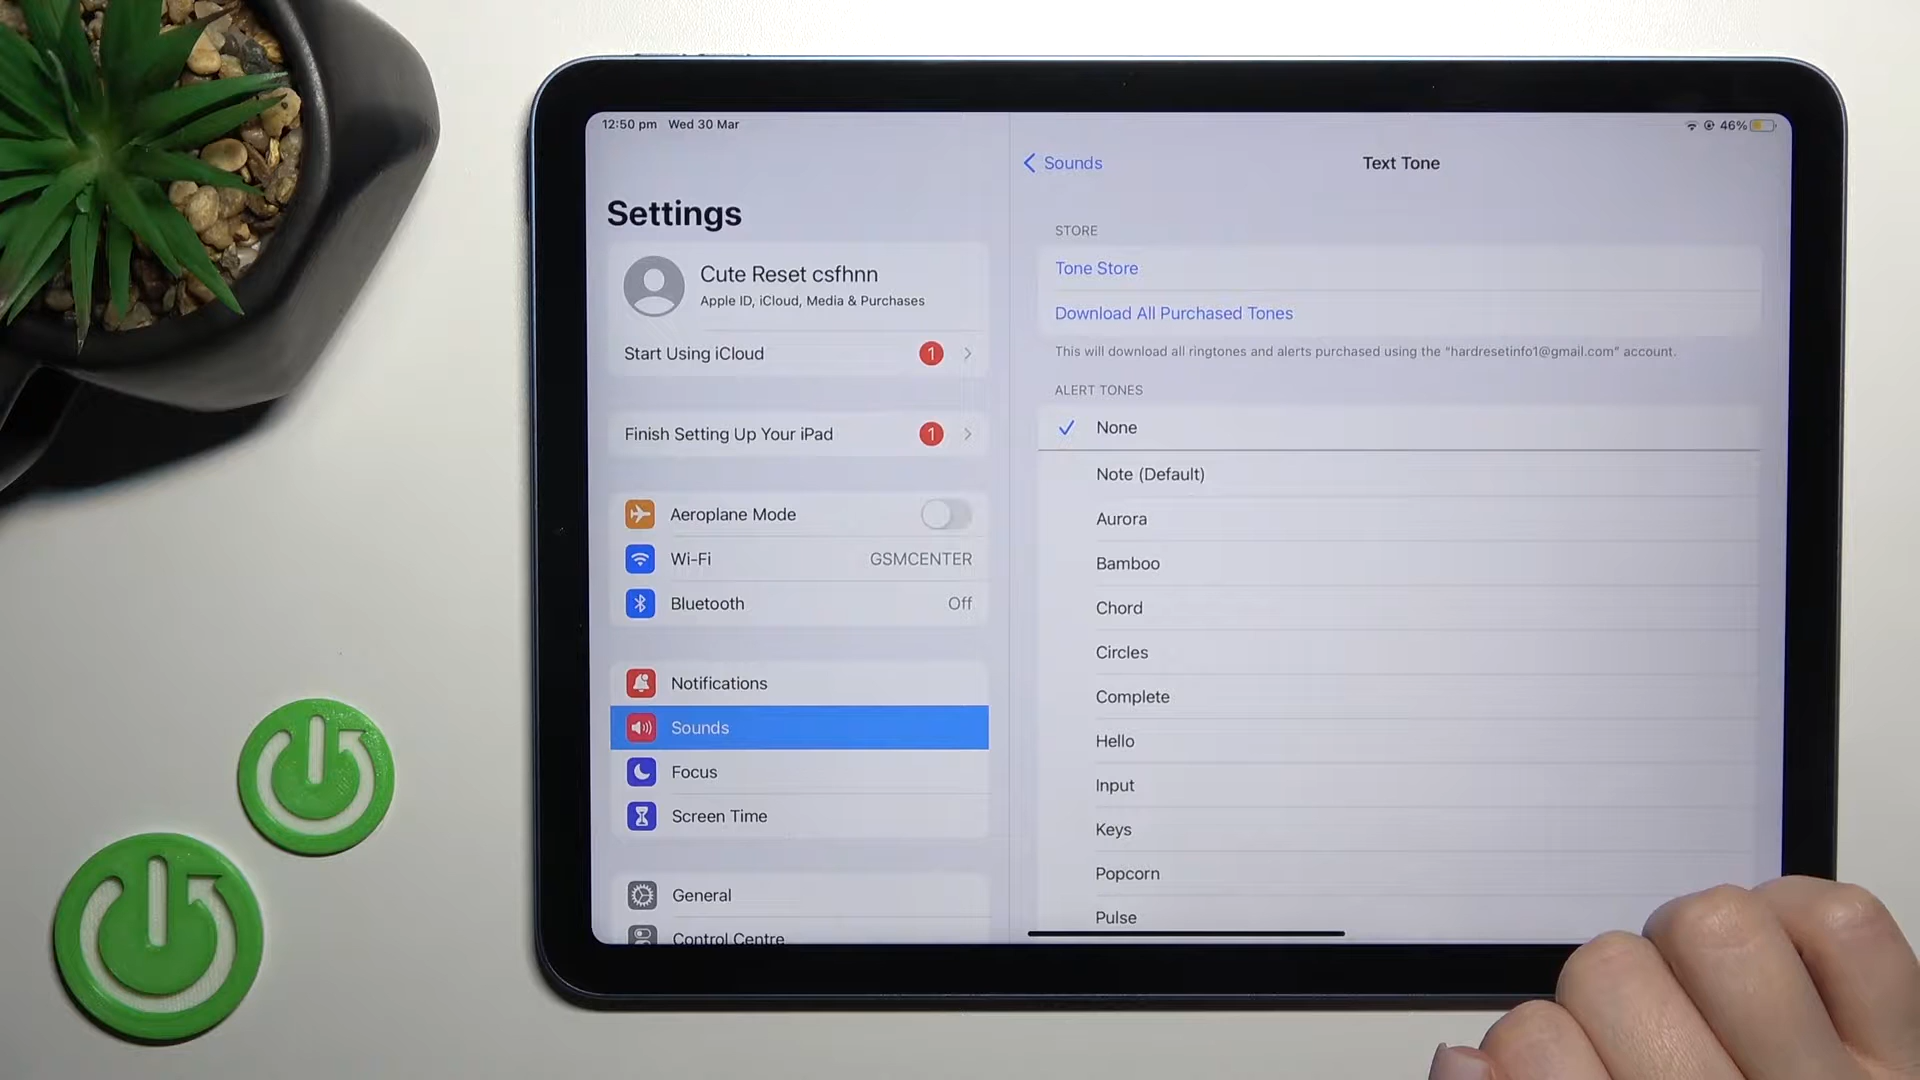 12:50 pm Wed 30 Mar
46%
Settings
Cute Reset csfhnn
Apple ID, iCloud, Media & Purchases
Start Using iCloud 1
Finish Setting Up Your iPad 1
Aeroplane Mode
Wi-Fi GSMCENTER
Bluetooth Off
Notifications
Sounds
Focus
Screen Time
General
Control Centre
Sounds
Text Tone
STORE
Tone Store
Download All Purchased Tones
This will download all ringtones and alerts purchased using the "hardresetinfo1@gmail.com" account.
ALERT TONES
None
Note (Default)
Aurora
Bamboo
Chord
Circles
Complete
Hello
Input
Keys
Popcorn
Pulse